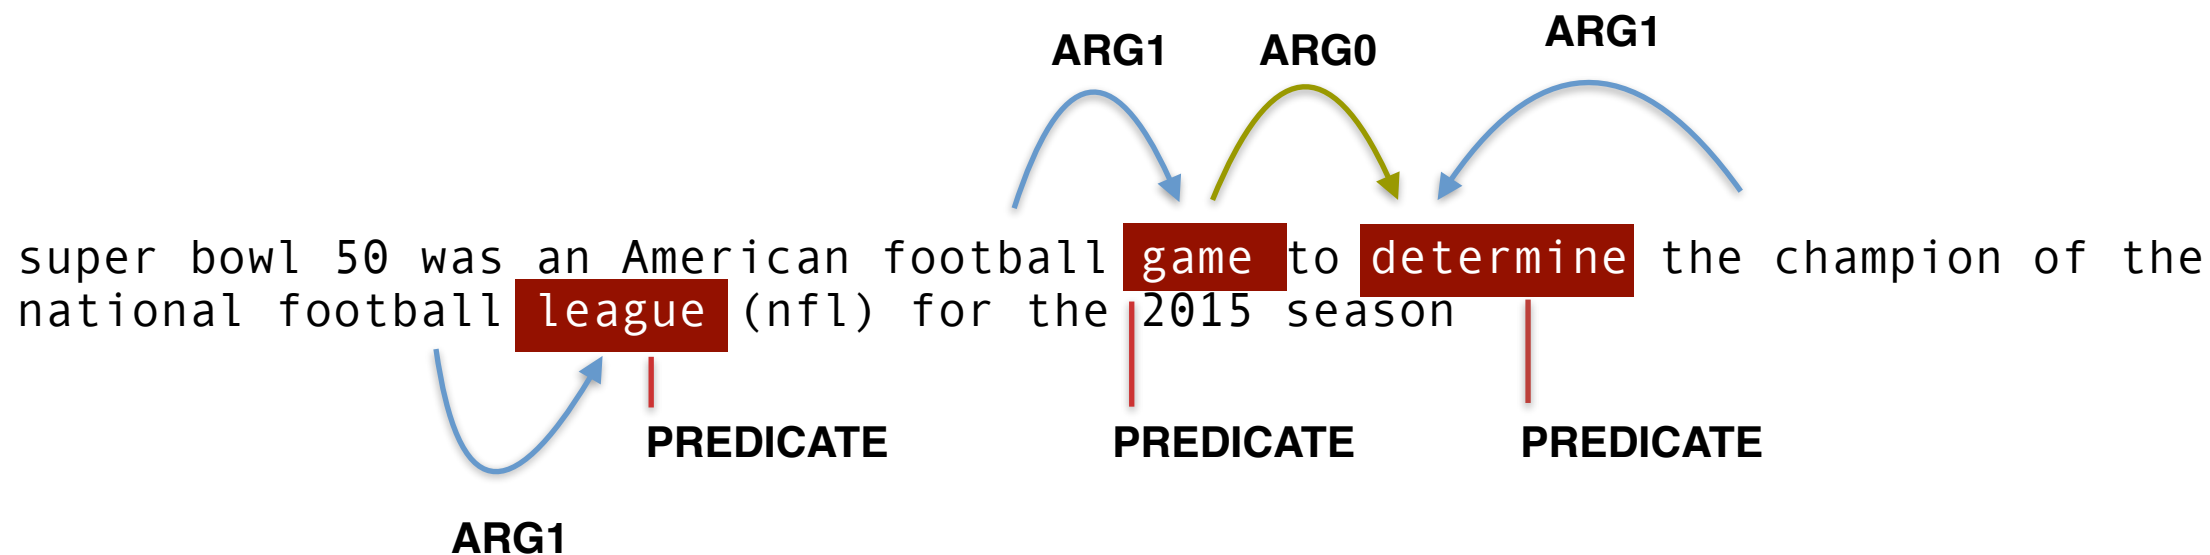 ARG1 ARG0 ARG1
super bowl 50 was an American football game to determine the champion of the
national football league (nfl) for the 2015 season
PREDICATE PREDICATE PREDICATE
ARG1